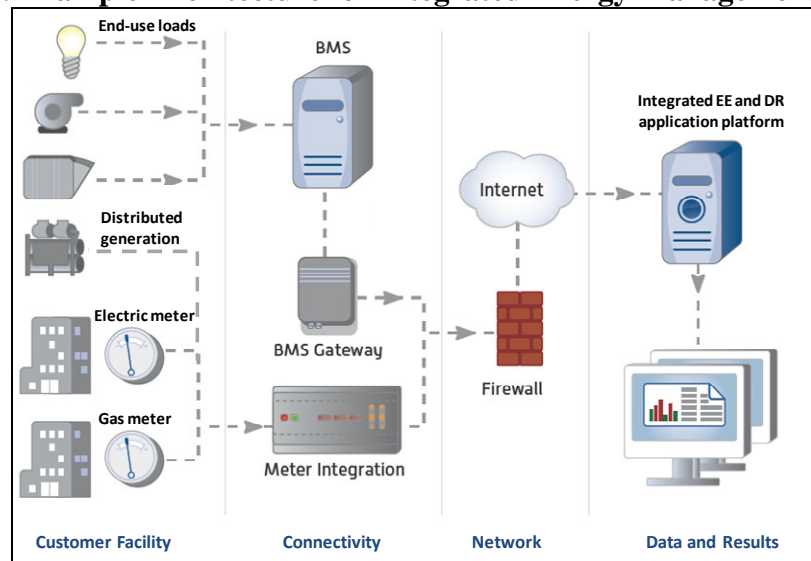 End-use loads
BMS
Integrated EE and DR
application platform
Internet
Distributed
generation
Electric meter
BMS Gateway
Firewall
Gas meter
Meter Integration
Customer Facility
Connectivity
Network
Data and Results